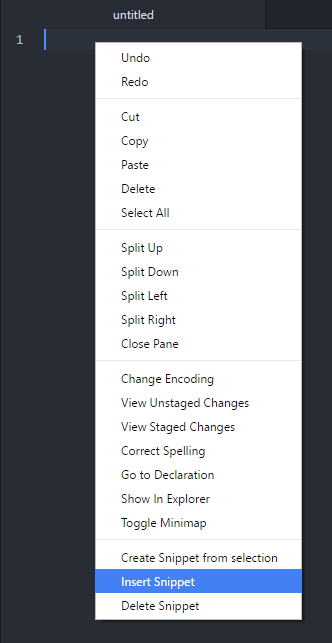 untitled
1
Undo
Redo
Cut
Copy
Paste
Delete
Select All
Split Up
Split Down
Split Left
Split Right
Close Pane
Change Encoding
View Unstaged Changes
View Staged Changes
Correct Spelling
Go to Declaration
Show In Explorer
Toggle Minimap
Create Snippet from selection
Insert Snippet
Delete Snippet